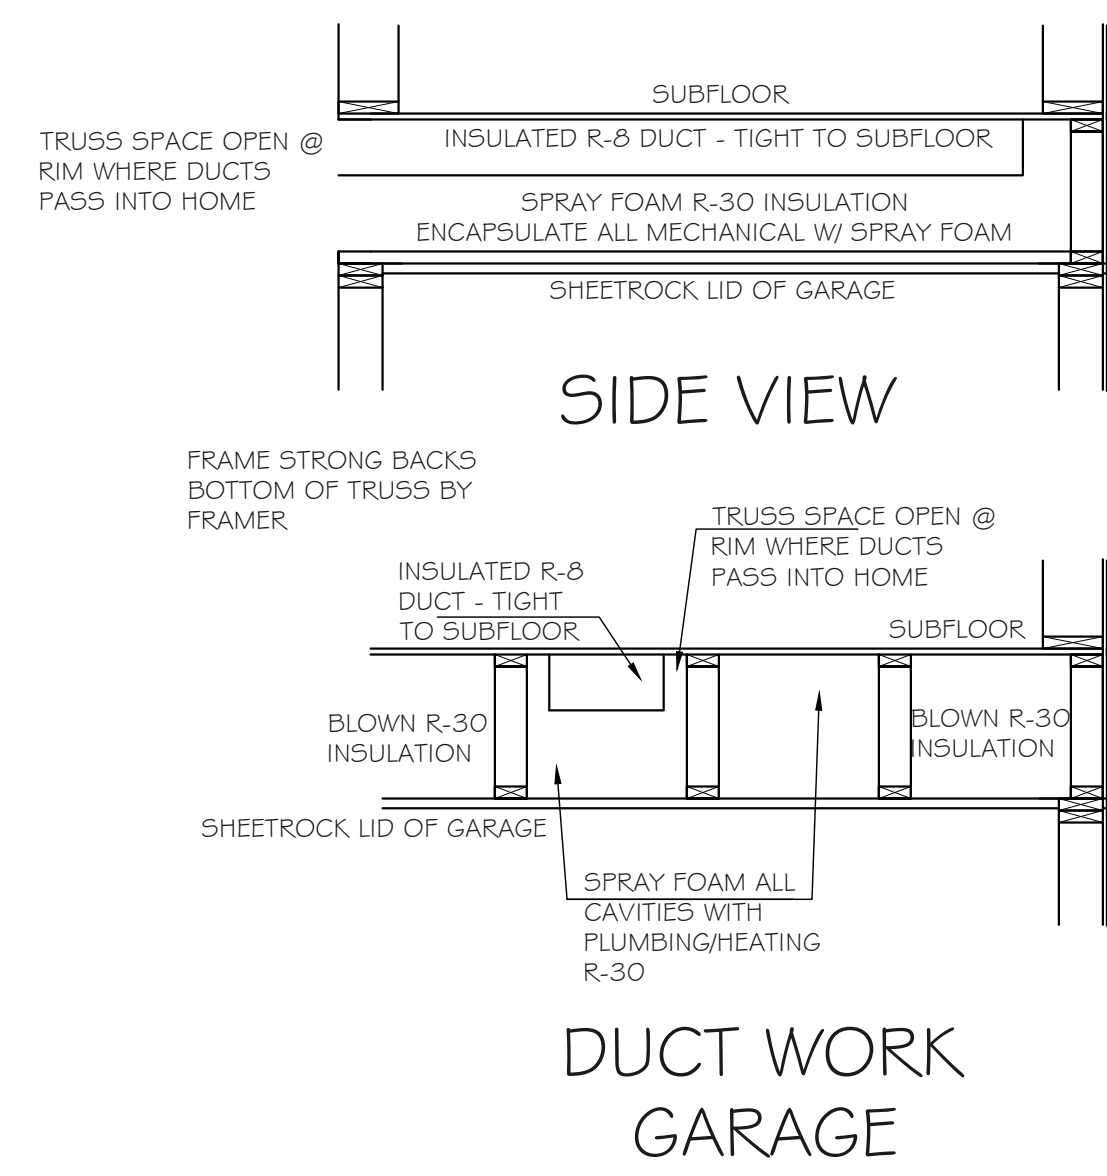 SUBFLOOR
TRUSS SPACE OPEN @
RIM WHERE DUCTS
PASS INTO HOME
INSULATED R-8 DUCT - TIGHT TO SUBFLOOR
SPRAY FOAM R-30 INSULATION
ENCAPSULATE ALL MECHANICAL W/ SPRAY FOAM
SHEETROCK LID OF GARAGE
SIDE VIEW
FRAME STRONG BACKS
BOTTOM OF TRUSS BY
FRAMER
TRUSS SPACE OPEN @
RIM WHERE DUCTS
PASS INTO HOME
INSULATED R-8
DUCT - TIGHT
TO SUBFLOOR
SUBFLOOR
BLOWN R-30
INSULATION
BLOWN R-30
INSULATION
SHEETROCK LID OF GARAGE
SPRAY FOAM ALL
CAVITIES WITH
PLUMBING/HEATING
R-30
DUCT WORK
GARAGE